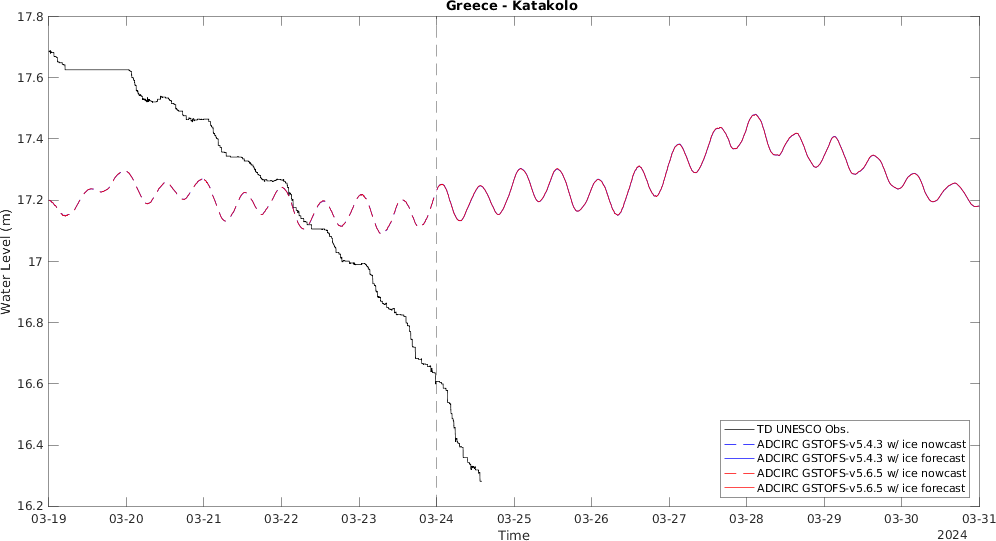 Greece - Katakolo
17.8
17.6
17.4
17.2
17
16.8
16.6
16.4
16.2
Water Level (m)
TD UNESCO Obs.
ADCIRC GSTOFS-v5.4.3 w/ ice nowcast
ADCIRC GSTOFS-v5.4.3 w/ ice forecast
ADCIRC GSTOFS-v5.6.5 w/ ice nowcast
ADCIRC GSTOFS-v5.6.5 w/ ice forecast
03-19 03-20 03-21 03-22 03-23 03-24 03-25 03-26 03-27 03-28 03-29 03-30 03-31
Time
2024